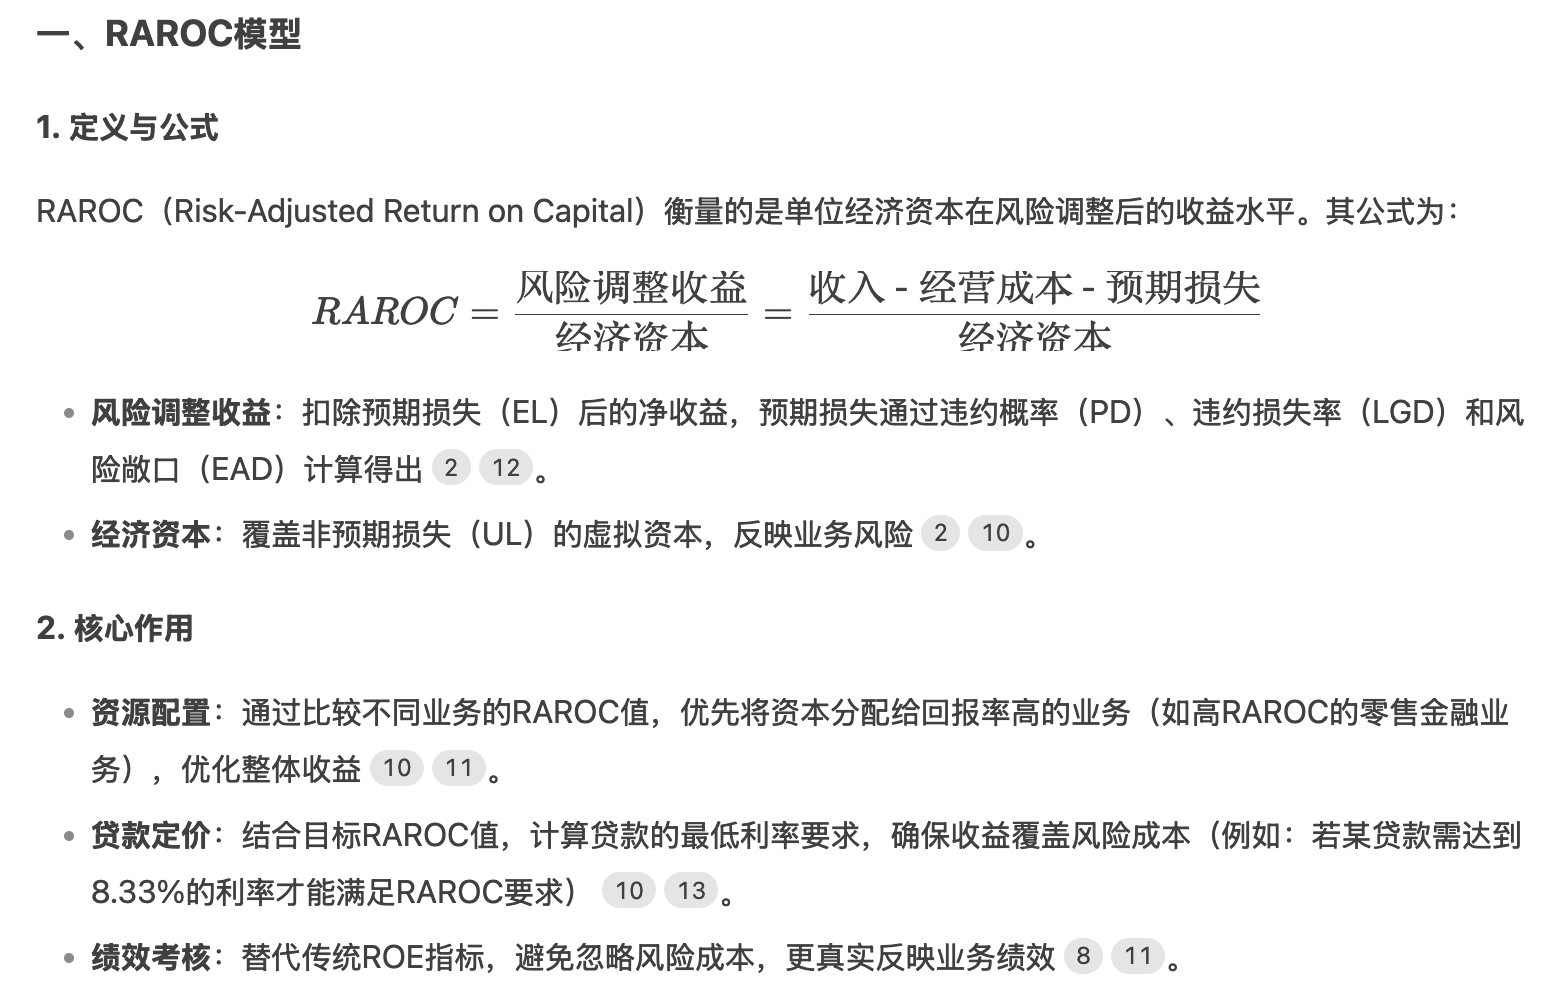 一、RAROC模型
1. 定义与公式
RAROC（Risk-Adjusted Return on Capital）衡量的是单位经济资本在风险调整后的收益水平。其公式为：
RAROC = 风险调整收益 / 经济资本 = 收入 - 经营成本 - 预期损失 / 经济资本
• 风险调整收益：扣除预期损失（EL）后的净收益，预期损失通过违约概率（PD）、违约损失率（LGD）和风
险敞口（EAD）计算得出 2 12 。
• 经济资本：覆盖非预期损失（UL）的虚拟资本，反映业务风险 2 10 。
2. 核心作用
• 资源配置：通过比较不同业务的RAROC值，优先将资本分配给回报率高的业务（如高RAROC的零售金融业
务），优化整体收益 10 11 。
• 贷款定价：结合目标RAROC值，计算贷款的最低利率要求，确保收益覆盖风险成本（例如：若某贷款需达到
8.33%的利率才能满足RAROC要求） 10 13 。
• 绩效考核：替代传统ROE指标，避免忽略风险成本，更真实反映业务绩效 8 11 。